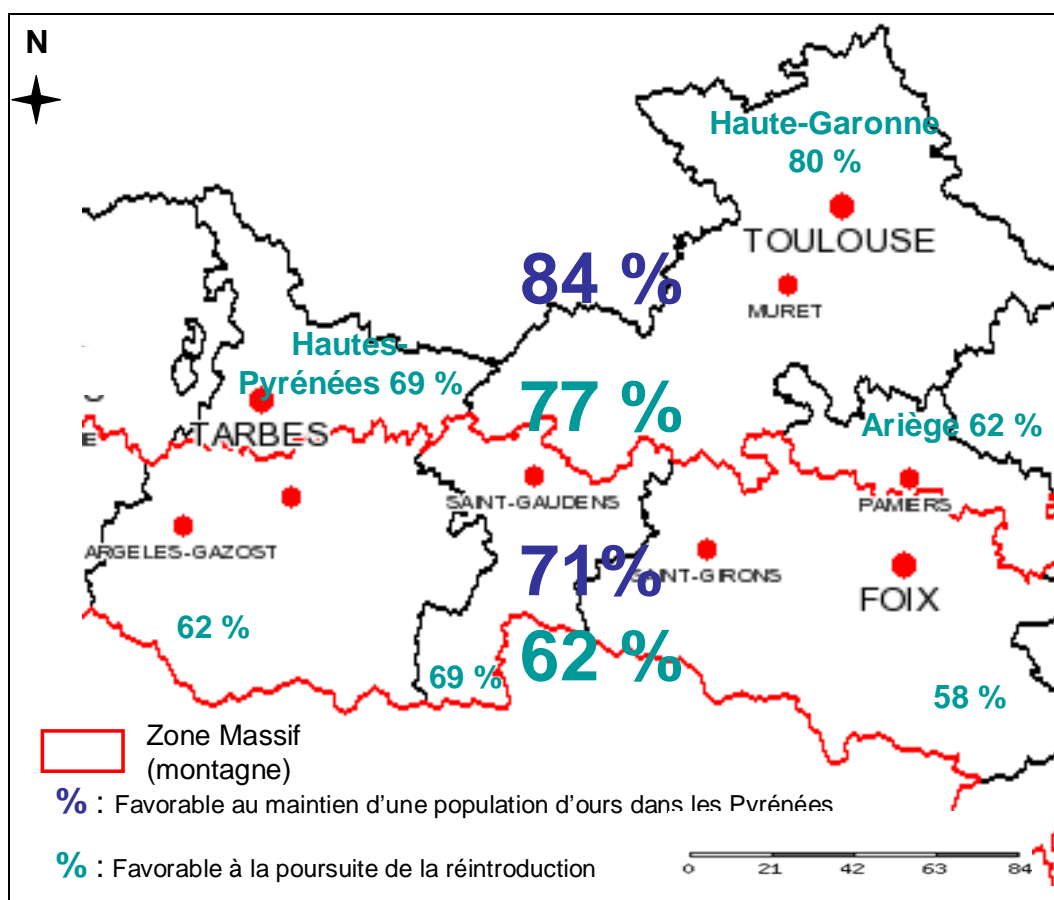 N
Haute-Garonne
80 %
TOULOUSE
84 %
MURET
Hautes-
Pyrénées 69 %
77 %
TARBES
Ariège 62 %
SAINT-GAUDENS
PAMIERS
ARGELES-GAZOST
71%
SAINT-GIRONS
FOIX
62 %
62 %
69 %
58 %
Zone Massif
(montagne)
% : Favorable au maintien d'une population d'ours dans les Pyrénées
% : Favorable à la poursuite de la réintroduction
0 21 42 63 84